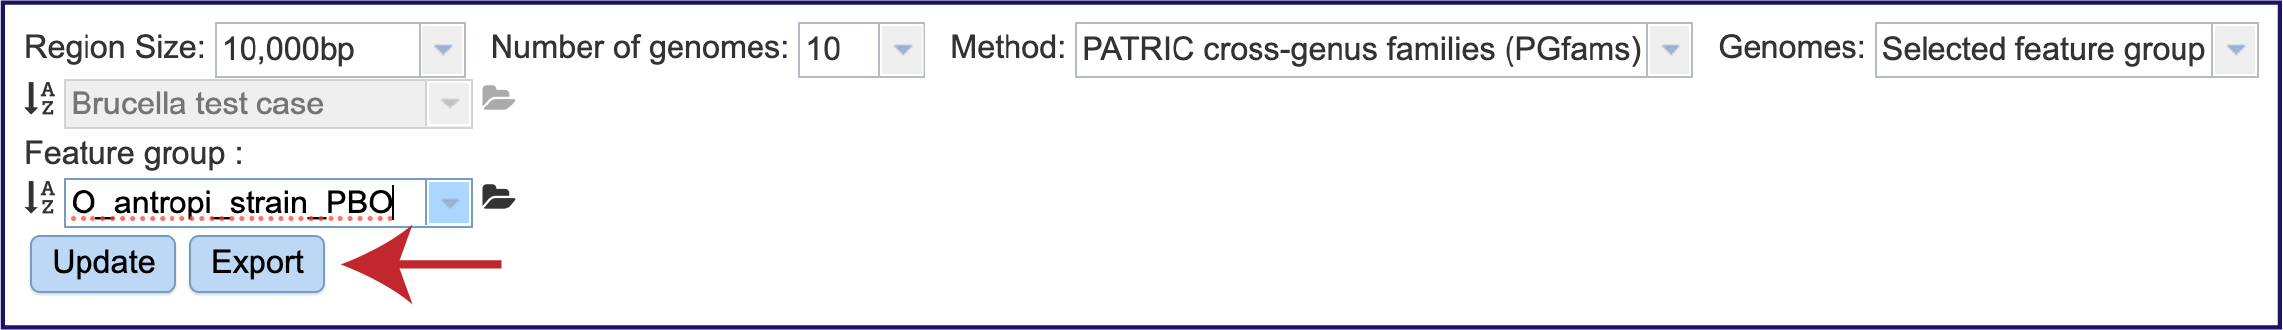 Region Size: 10,000bp Number of genomes: 10 Method: PATRIC cross-genus families (PGfams) Genomes: Selected feature group
A Z Brucella test case
Feature group :
A Z O_antropi_strain_PBO
Update Export